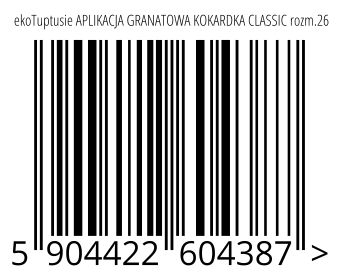 ekoTuptusie APLIKACJA GRANATOWA KOKARDKA CLASSIC rozm.26
5 904422 604387 >